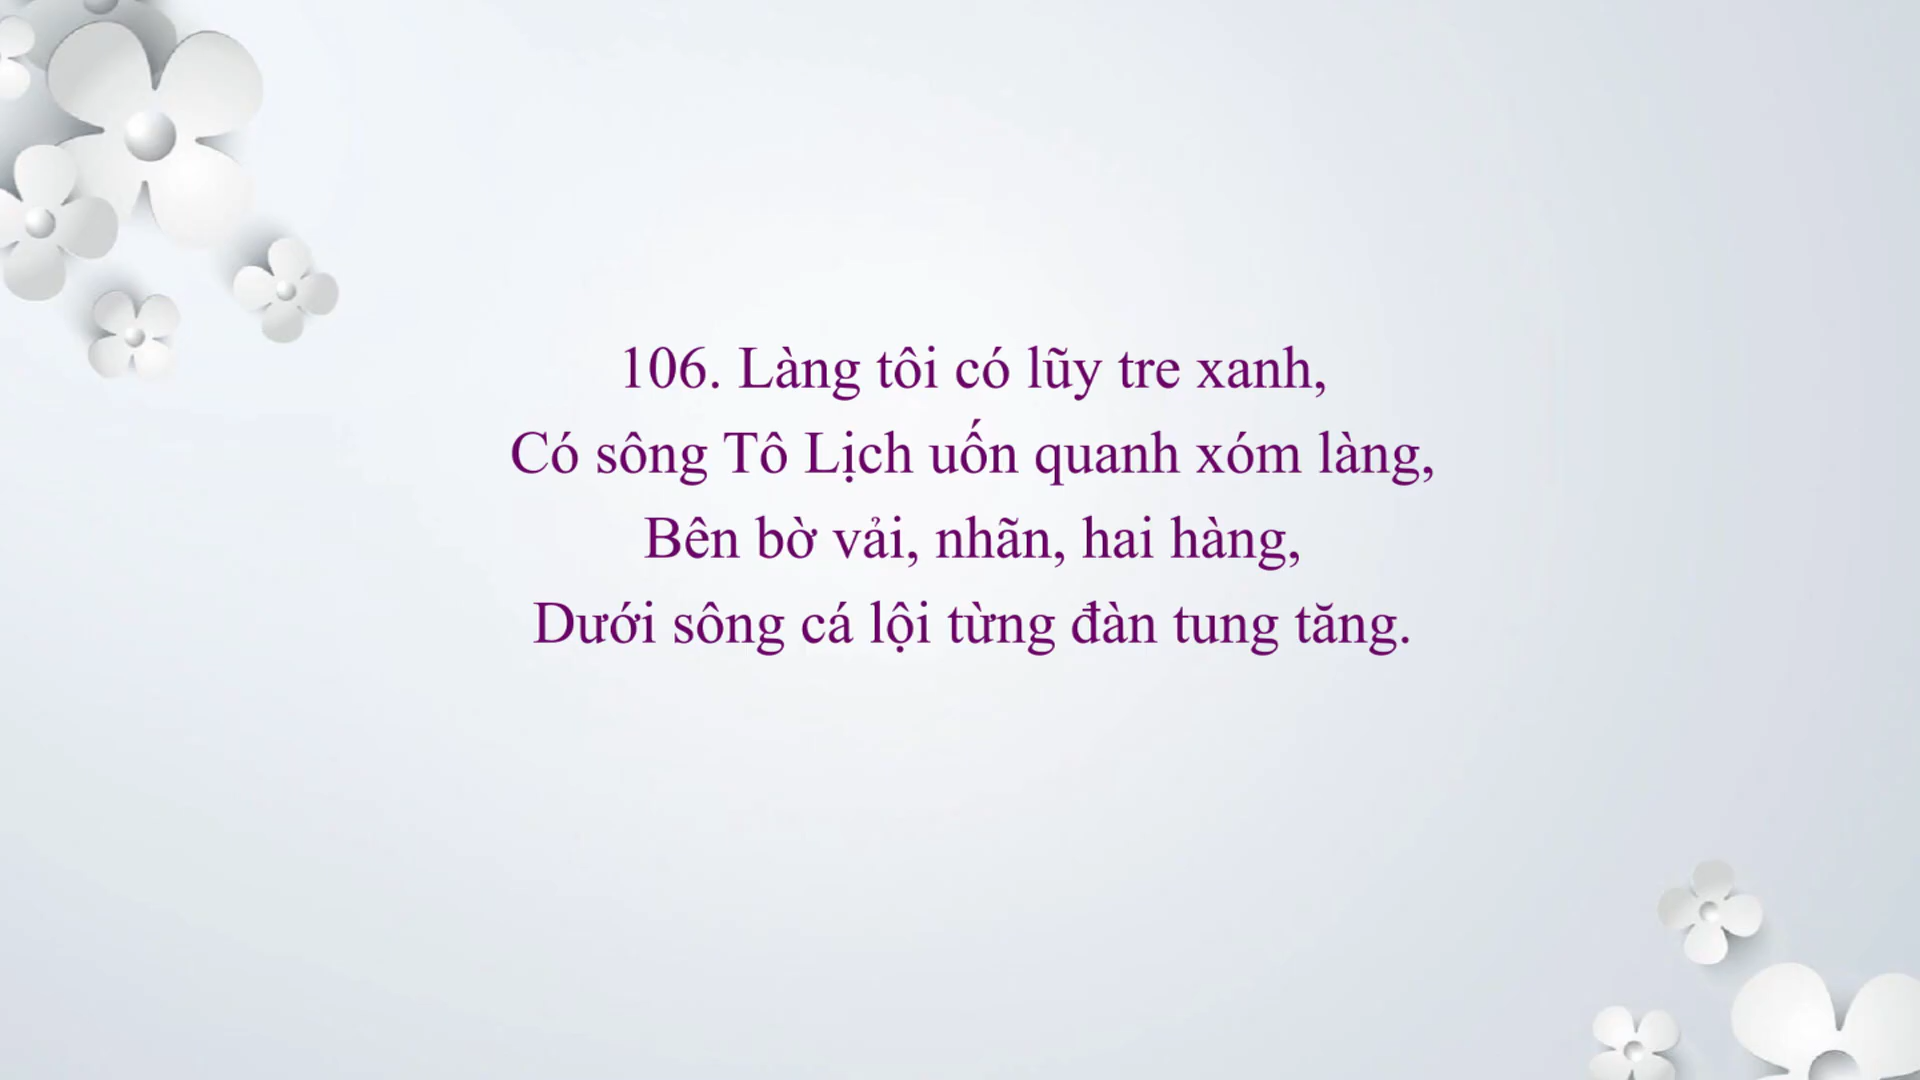 106. Làng tôi có lũy tre xanh,
Có sông Tô Lịch uốn quanh xóm làng,
Bên bờ vải, nhãn, hai hàng,
Dưới sông cá lội từng đàn tung tăng.